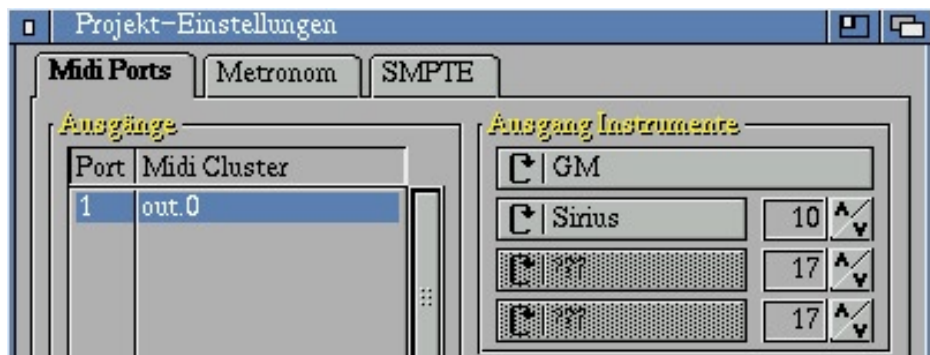 Projekt-Einstellungen
Midi Ports Metronom SMPTE
Ausgänge
Port Midi Cluster
1 out.0
Ausgang Instrumente
GM
Sirius 10
??? 17
??? 17